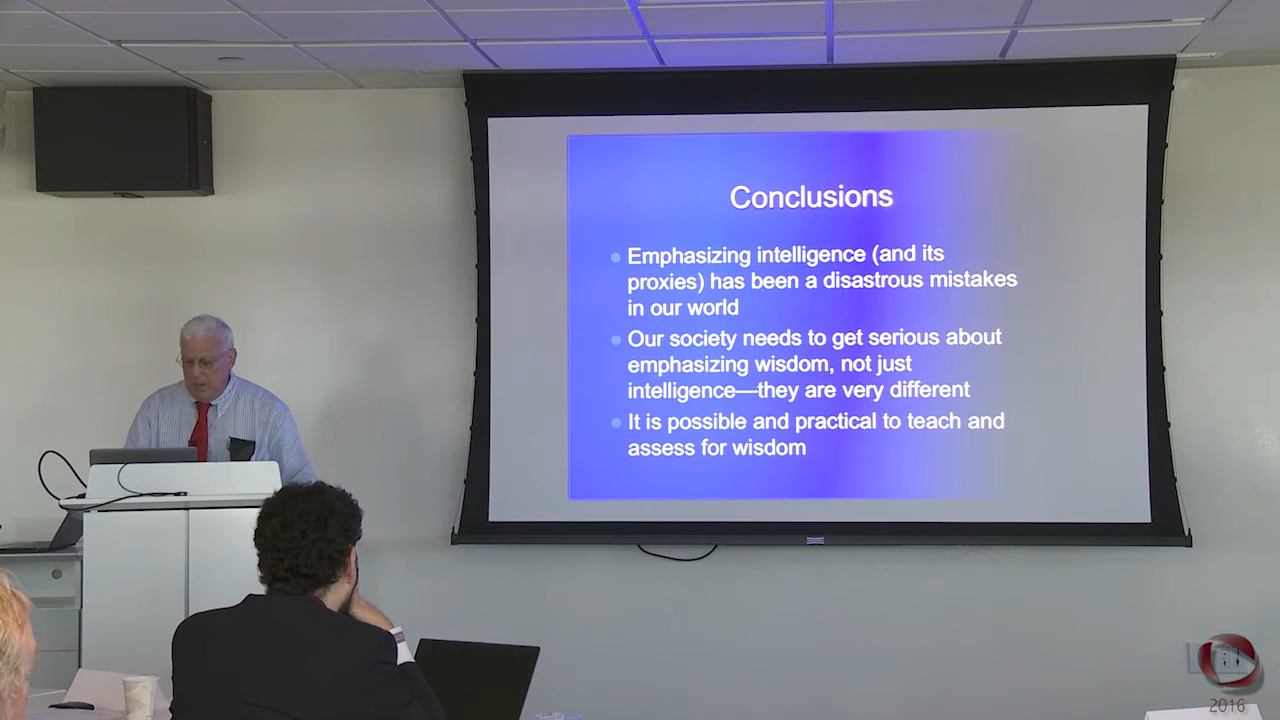 Conclusions
Emphasizing intelligence (and its
proxies) has been a disastrous mistakes
in our world
Our society needs to get serious about
emphasizing wisdom, not just
intelligence—they are very different
It is possible and practical to teach and
assess for wisdom
2016